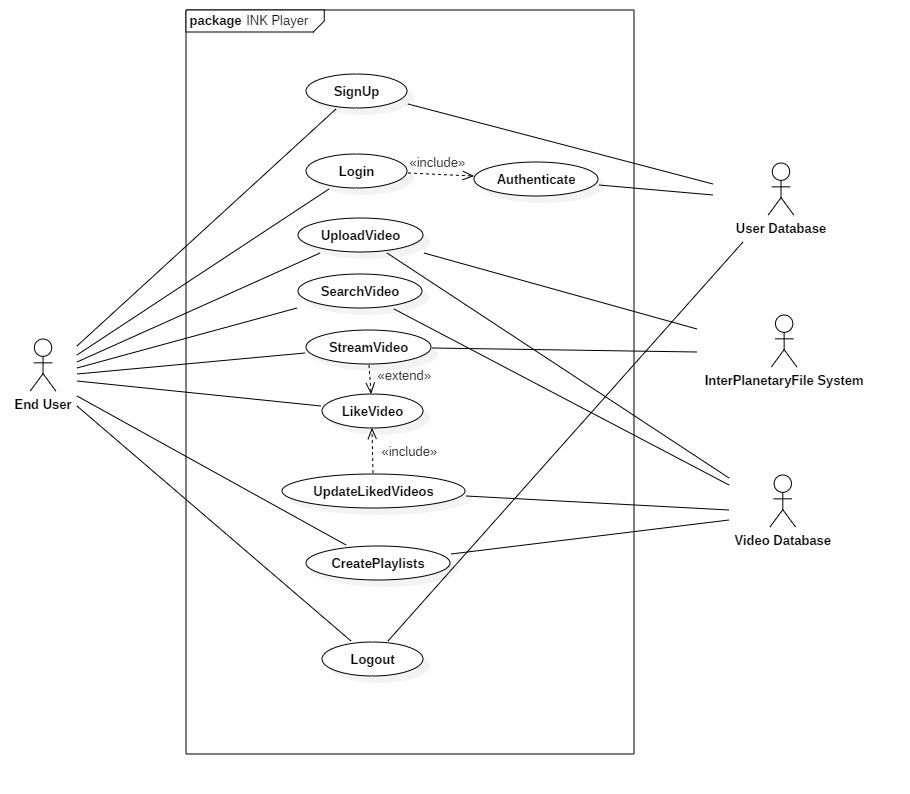 package INK Player
SignUp
Login
«include»
Authenticate
User Database
UploadVideo
SearchVideo
StreamVideo
«extend»
InterPlanetaryFile System
End User
LikeVideo
«include»
UpdateLikedVideos
Video Database
CreatePlaylists
Logout